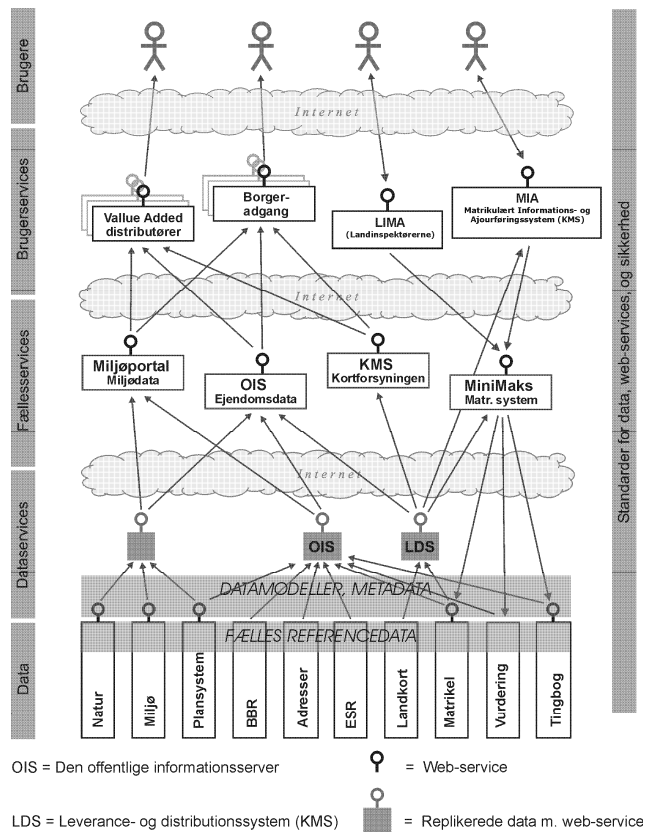 Brugere
Internet
Brugerservices
Vallue Added
distributører
Borger-
adgang
LIMA
(Landinspektørerne)
MIA
Matrikulært Informations- og
Ajourføringssystem (KMS)
Internet
Fællesservices
Miljøportal
Miljødata
OIS
Ejendomsdata
KMS
Kortforsyningen
MiniMaks
Matr. system
Internet
Dataservices
OIS
LDS
DATAMODELLER, METADATA
FÆLLES REFERENCEDATA
Data
Natur
Miljø
Plansystem
BBR
Adresser
ESR
Landkort
Matrikel
Vurdering
Tingbog
Standarder for data, web-services, og sikkerhed
OIS = Den offentlige informationsserver
= Web-service
LDS = Leverance- og distributionssystem (KMS)
= Replikerede data m. web-service